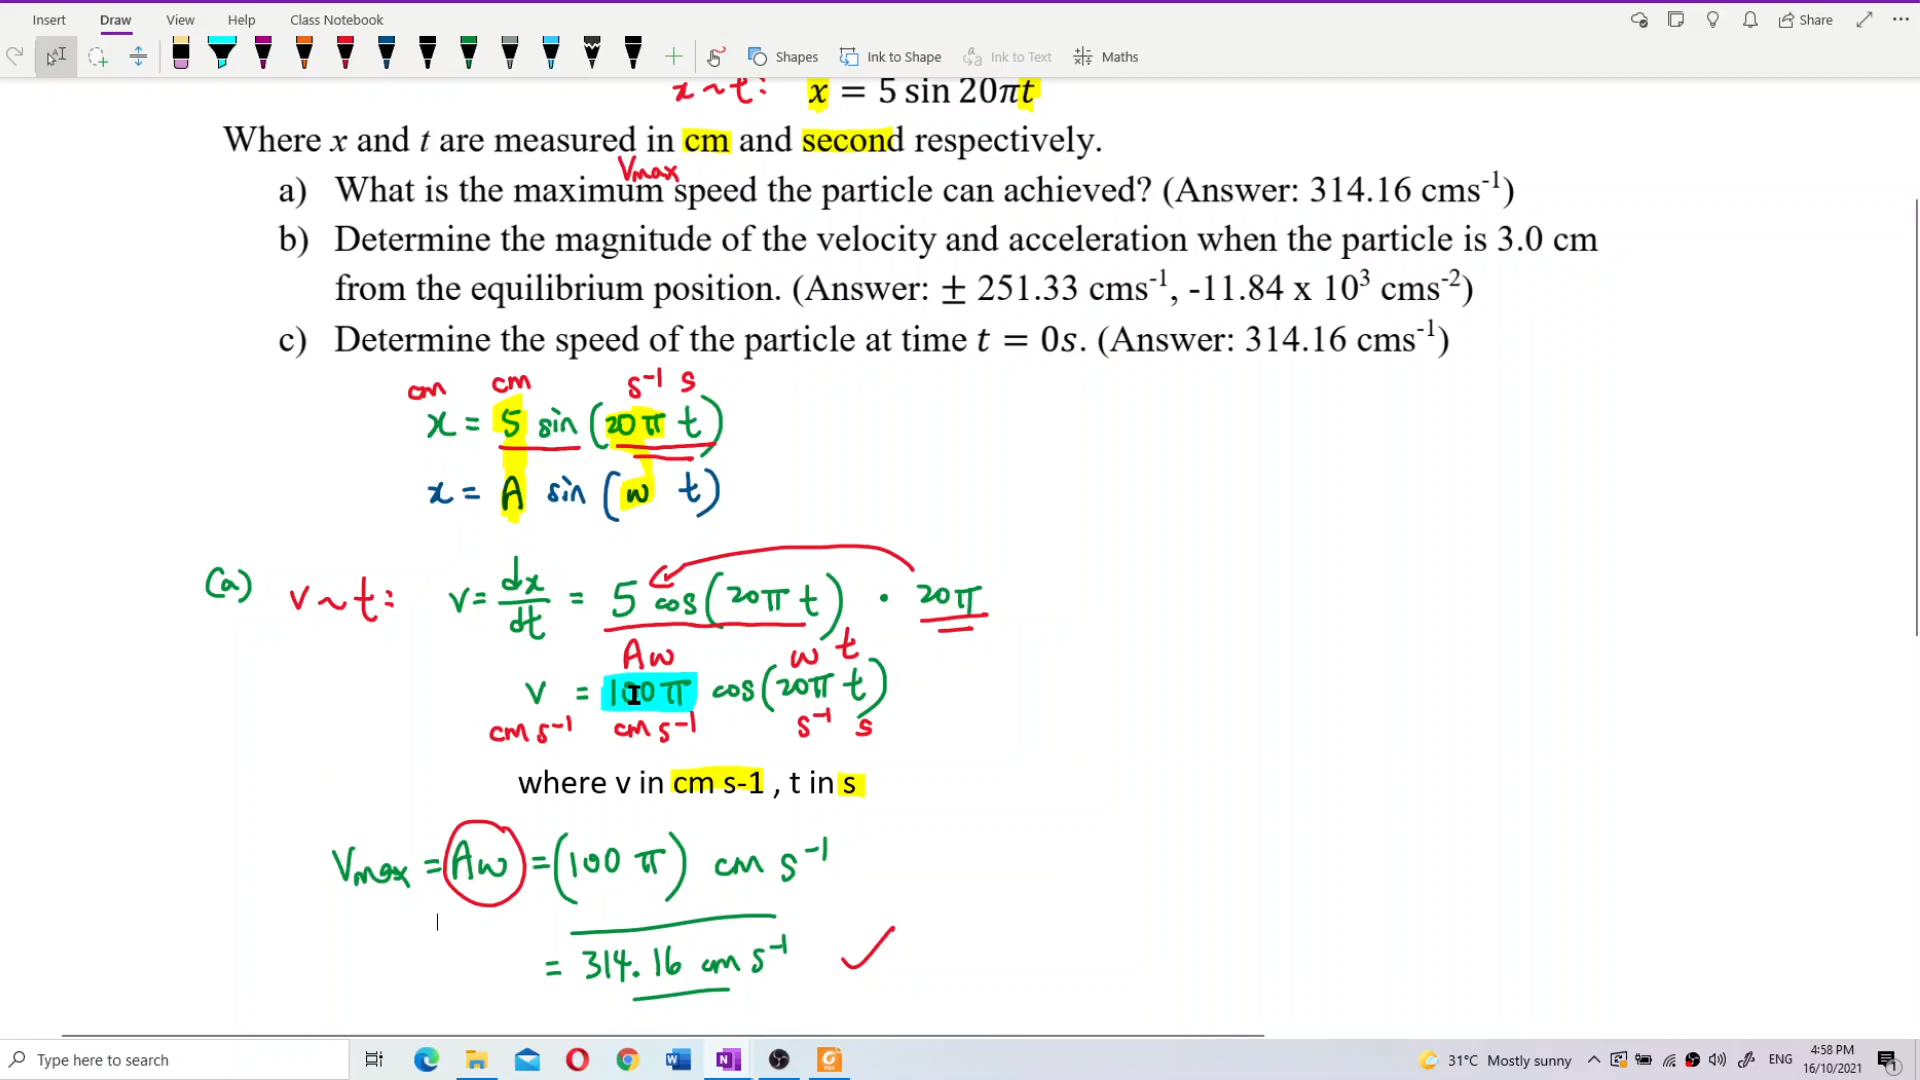 Insert Draw View Help Class Notebook Share
Shapes Ink to Shape Ink to Text Maths
x ~ t: x = 5 sin 20πt
Where x and t are measured in cm and second respectively.
Vmax
a) What is the maximum speed the particle can achieved? (Answer: 314.16 cms⁻¹)
b) Determine the magnitude of the velocity and acceleration when the particle is 3.0 cm
from the equilibrium position. (Answer: ± 251.33 cms⁻¹, -11.84 x 10³ cms⁻²)
c) Determine the speed of the particle at time t = 0s. (Answer: 314.16 cms⁻¹)
cm cm s⁻¹ s
x = 5 sin (20π t)
x = A sin (ω t)
(a) v ~ t: v = dx/dt = 5 cos (20π t) · 20π
Aω ω t
v = 100π cos (20π t)
cm s⁻¹ cm s⁻¹ s⁻¹ s
where v in cm s-1 , t in s
Vmax = Aω = (100 π) cm s⁻¹
= 314.16 cm s⁻¹
Type here to search 31°C Mostly sunny ENG 4:58 PM
16/10/2021